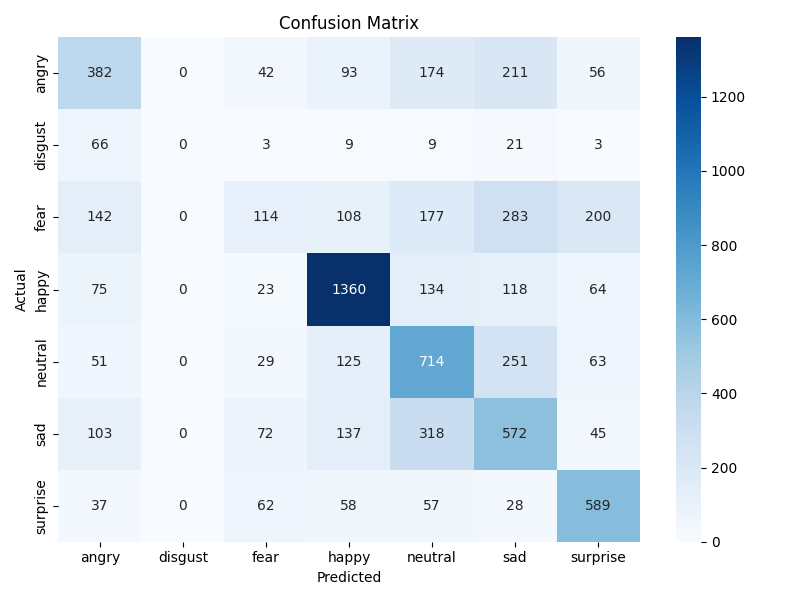 Confusion Matrix
angry 382 0 42 93 174 211 56
disgust 66 0 3 9 9 21 3
fear 142 0 114 108 177 283 200
happy 75 0 23 1360 134 118 64
neutral 51 0 29 125 714 251 63
sad 103 0 72 137 318 572 45
surprise 37 0 62 58 57 28 589
Actual
angry disgust fear happy neutral sad surprise
Predicted
1200
1000
800
600
400
200
0